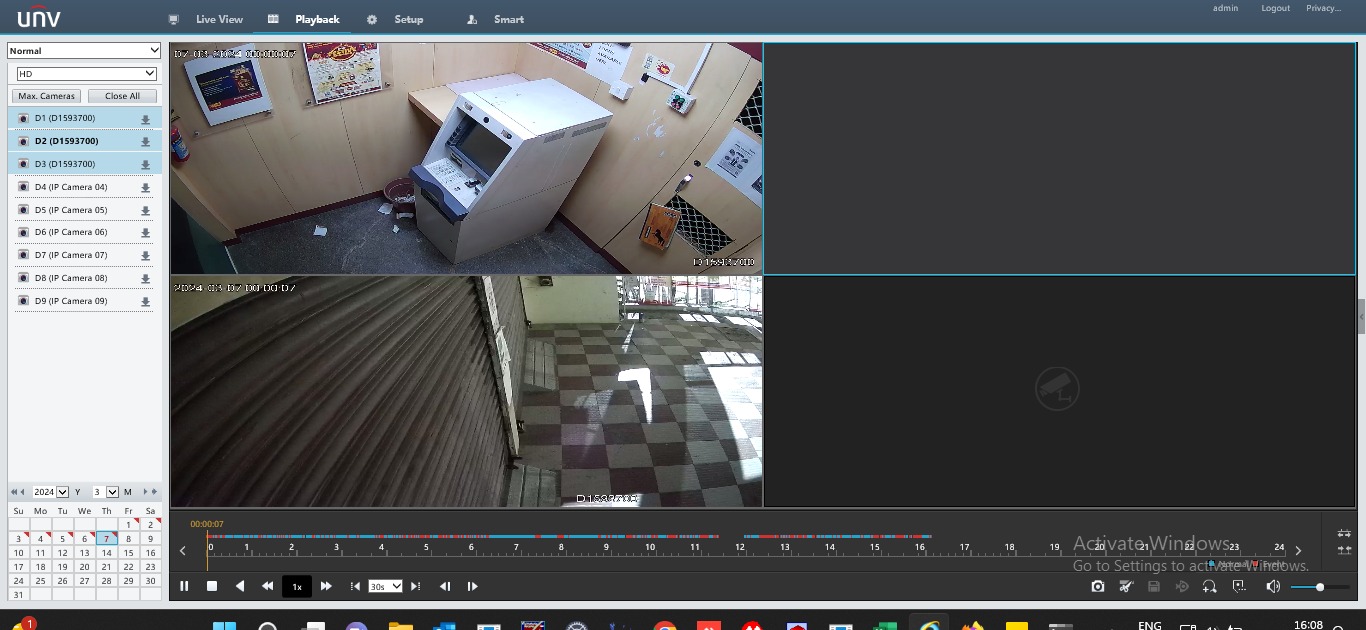 unv
Live View
Playback
Setup
Smart
admin
Logout
Privacy...
Normal
HD
Max. Cameras
Close All
D1 (D1593700)
D2 (D1593700)
D3 (D1593700)
D4 (IP Camera 04)
D5 (IP Camera 05)
D6 (IP Camera 06)
D7 (IP Camera 07)
D8 (IP Camera 08)
D9 (IP Camera 09)
2024 Y 3 M
Su Mo Tu We Th Fr Sa
1 2
3 4 5 6 7 8 9
10 11 12 13 14 15 16
17 18 19 20 21 22 23
24 25 26 27 28 29 30
31
2024-03-07 00:00:07
D1593700
00:00:07
0 1 2 3 4 5 6 7 8 9 10 11 12 13 14 15 16 17 18 19 20 21 22 23 24
Normal Event
Activate Windows
Go to Settings to activate Windows.
1x
30s
1
ENG
16:08